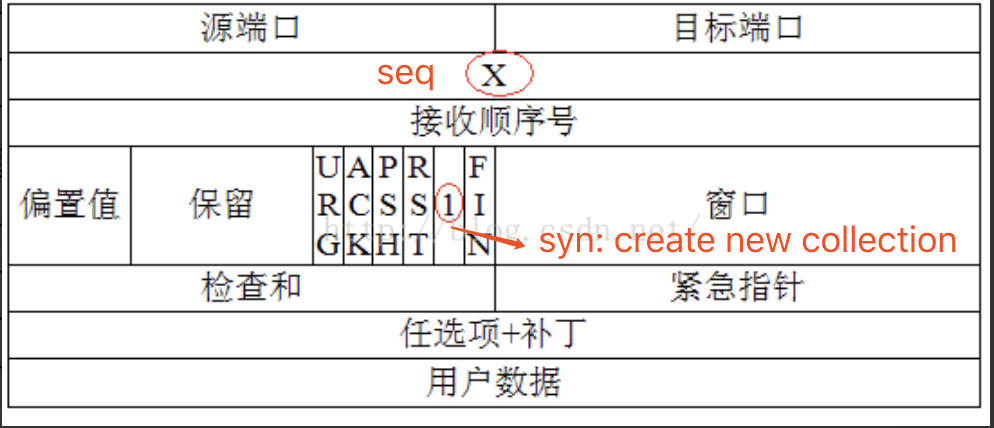 源端口 目标端口
seq X
接收顺序号
偏置值 保留 URG ACK PSH RST 1 FIN 窗口
http://blog.csdn.net/
syn: create new collection
检查和 紧急指针
任选项+补丁
用户数据